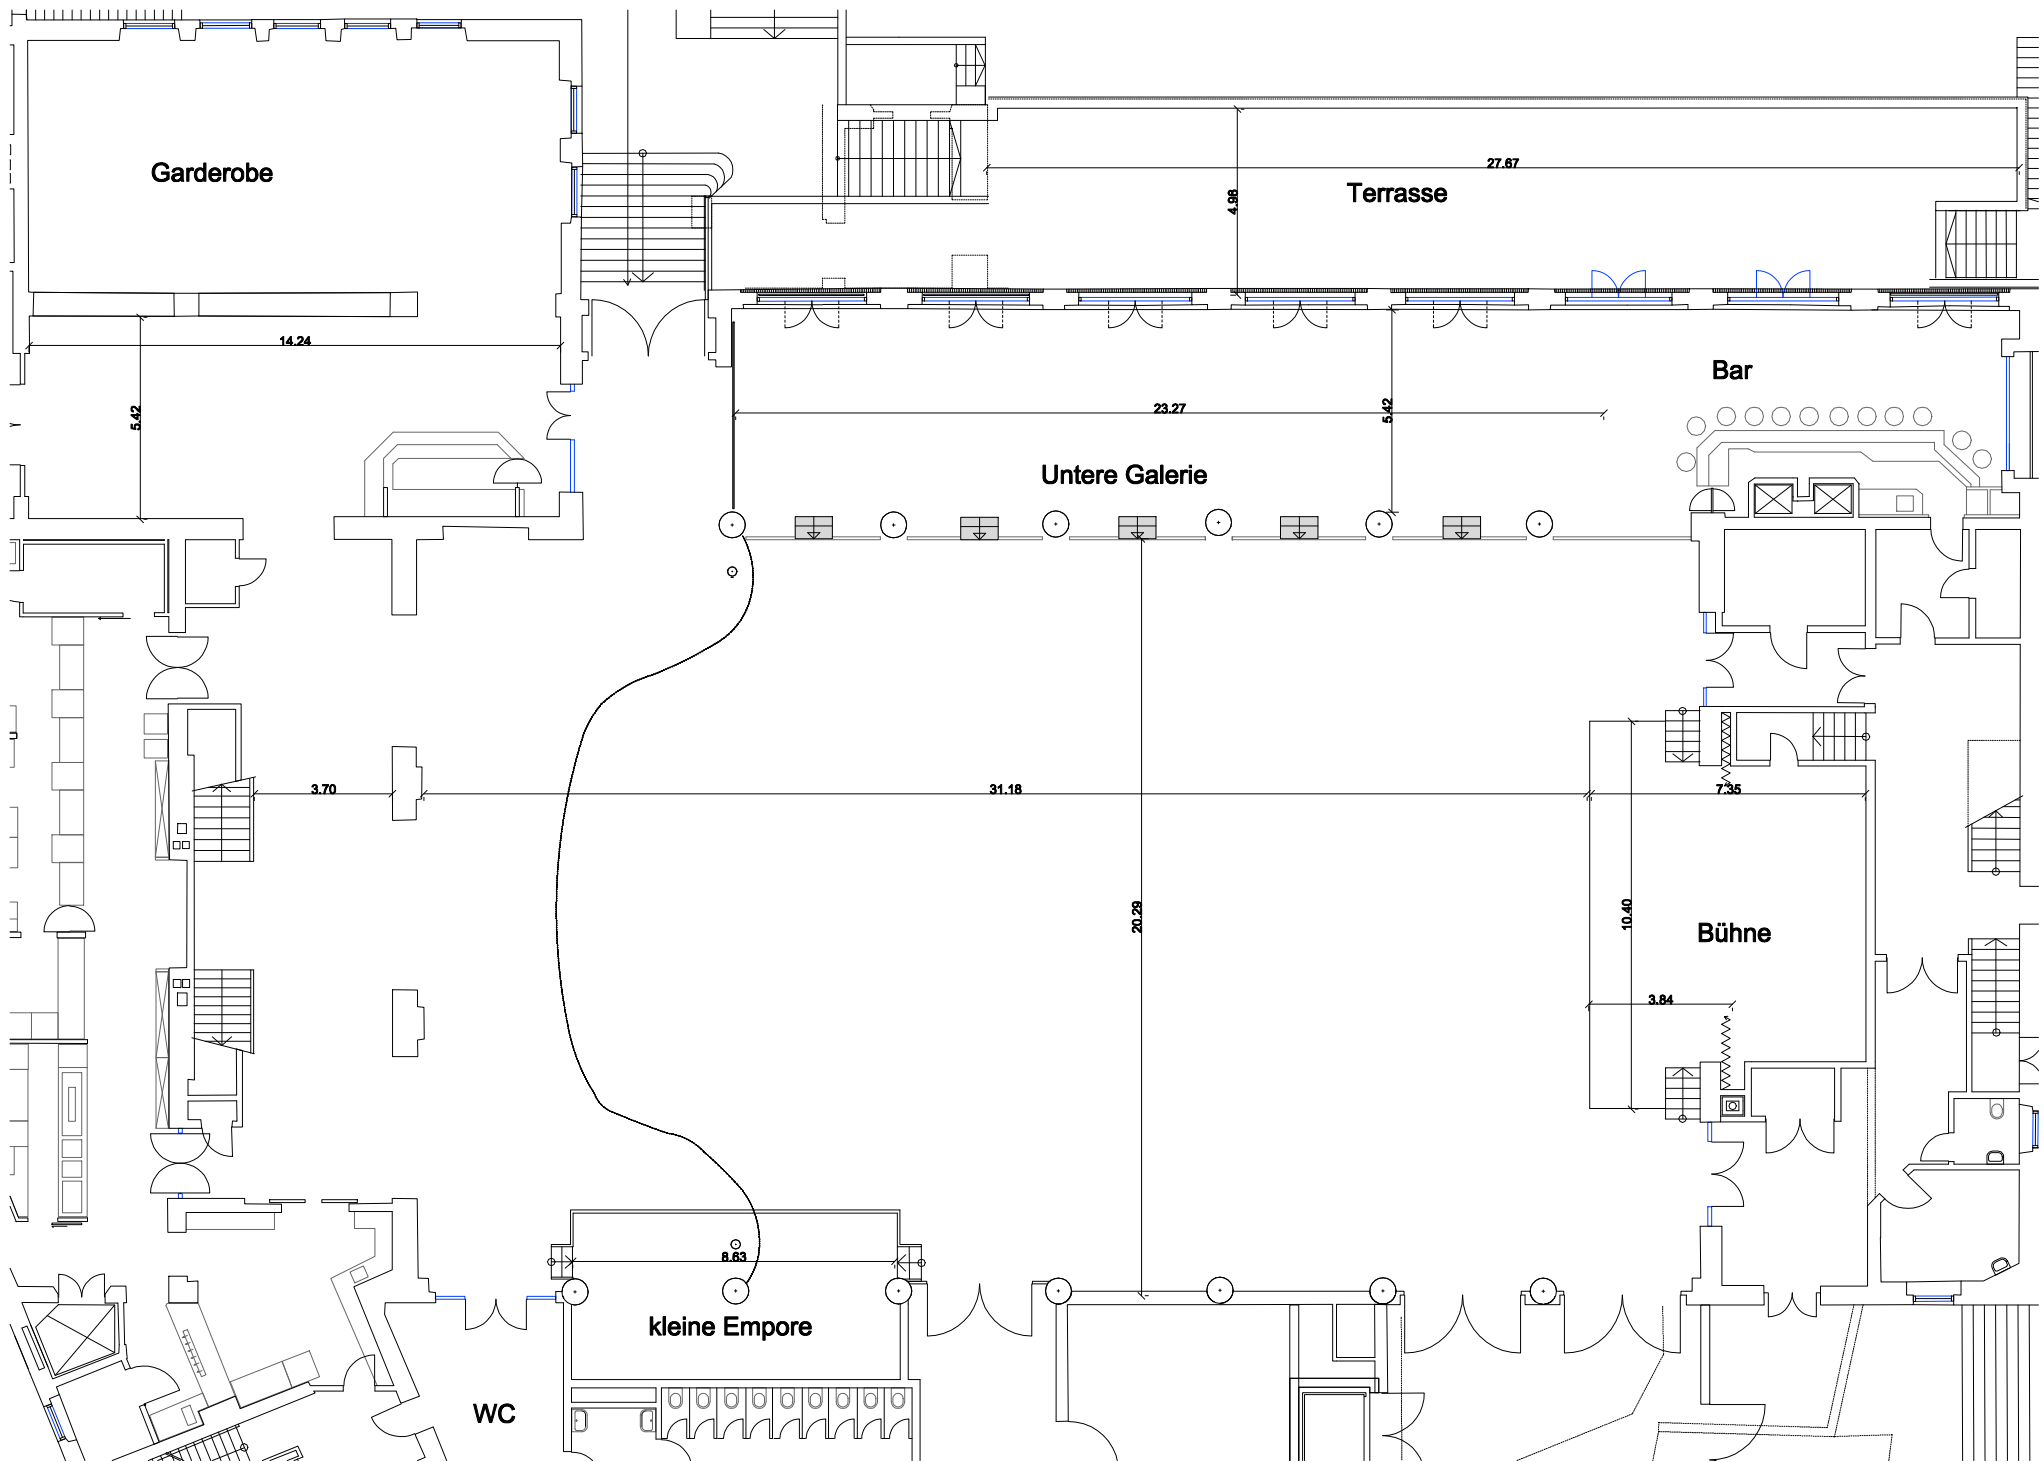 Garderobe
27.67
Terrasse
4.98
14.24
Bar
5.42
23.27
5.42
Untere Galerie
3.70
31.18
7.35
20.29
10.40
Bühne
3.84
8.63
kleine Empore
WC